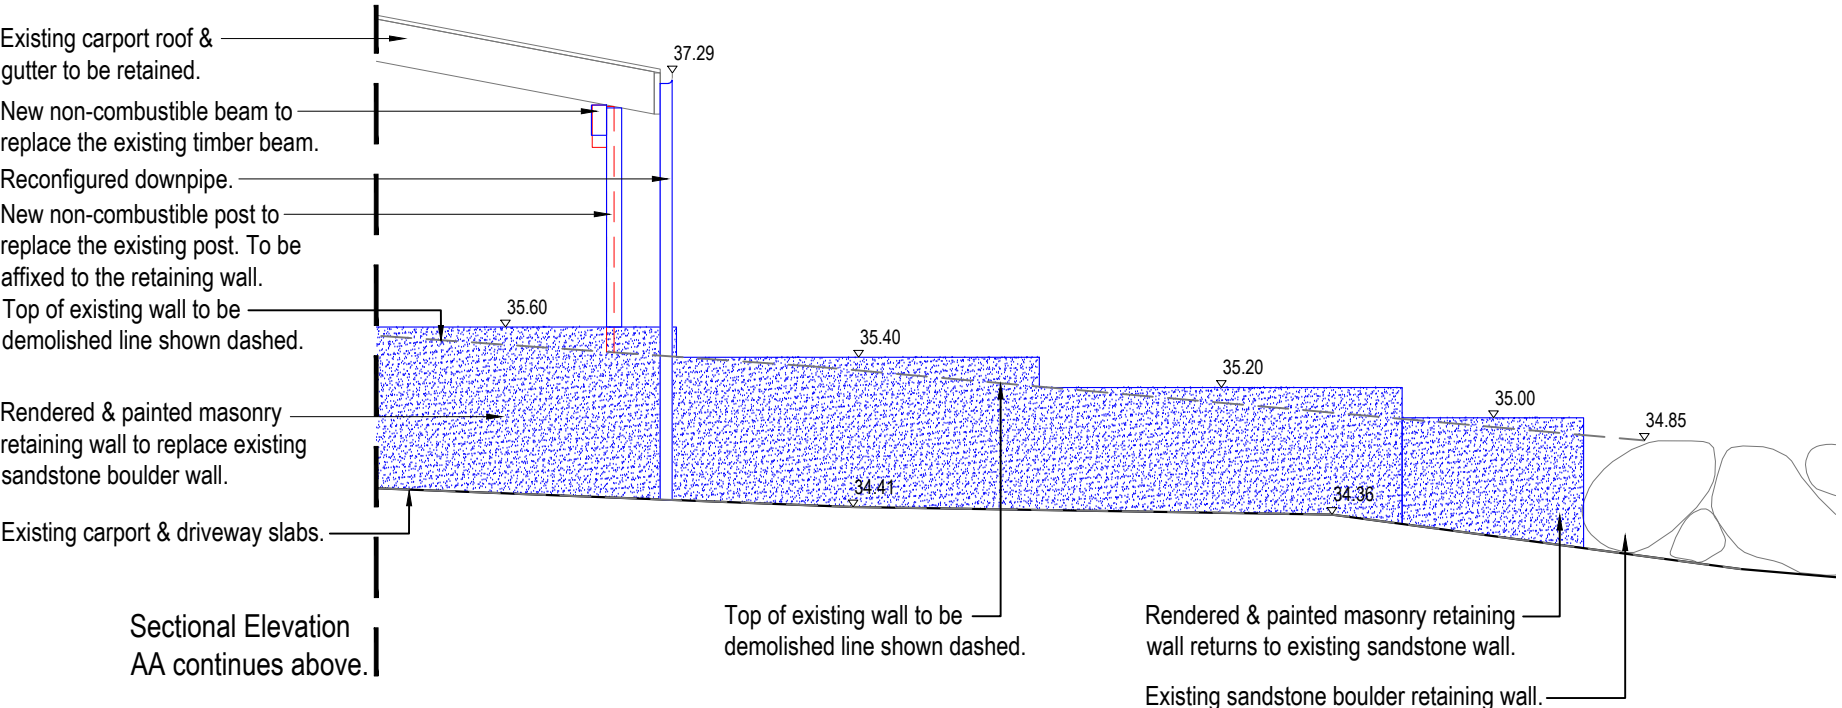 Existing carport roof &
gutter to be retained.
37.29
New non-combustible beam to
replace the existing timber beam.
Reconfigured downpipe.
New non-combustible post to
replace the existing post. To be
affixed to the retaining wall.
Top of existing wall to be
demolished line shown dashed.
35.60
35.40
35.20
35.00
34.85
Rendered & painted masonry
retaining wall to replace existing
sandstone boulder wall.
34.41
34.36
Existing carport & driveway slabs.
Sectional Elevation
AA continues above.
Top of existing wall to be
demolished line shown dashed.
Rendered & painted masonry retaining
wall returns to existing sandstone wall.
Existing sandstone boulder retaining wall.